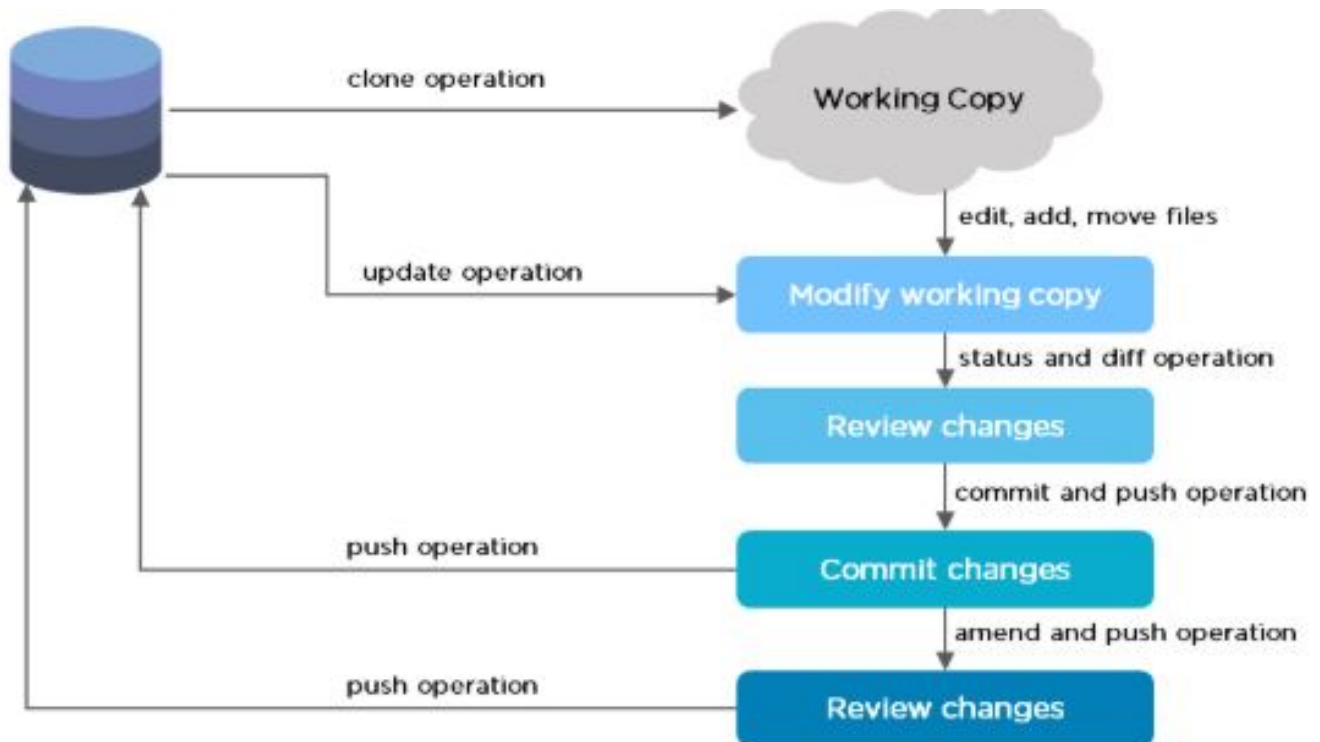 clone operation
Working Copy
edit, add, move files
update operation
Modify working copy
status and diff operation
Review changes
commit and push operation
push operation
Commit changes
amend and push operation
push operation
Review changes